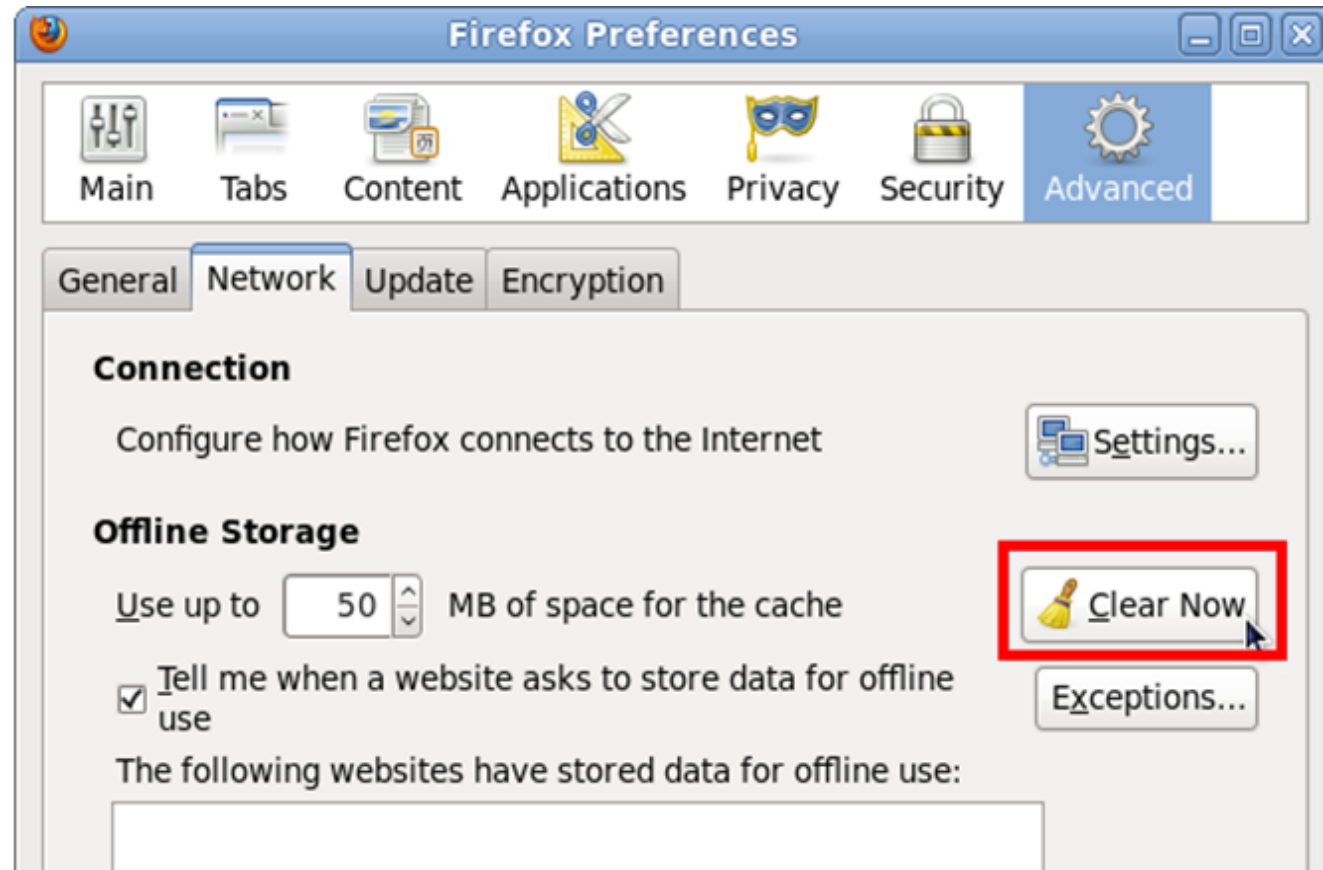 Firefox Preferences
Main Tabs Content Applications Privacy Security Advanced
General Network Update Encryption
Connection
Configure how Firefox connects to the Internet Settings...
Offline Storage
Use up to 50 MB of space for the cache Clear Now
Tell me when a website asks to store data for offline
use
Exceptions...
The following websites have stored data for offline use: